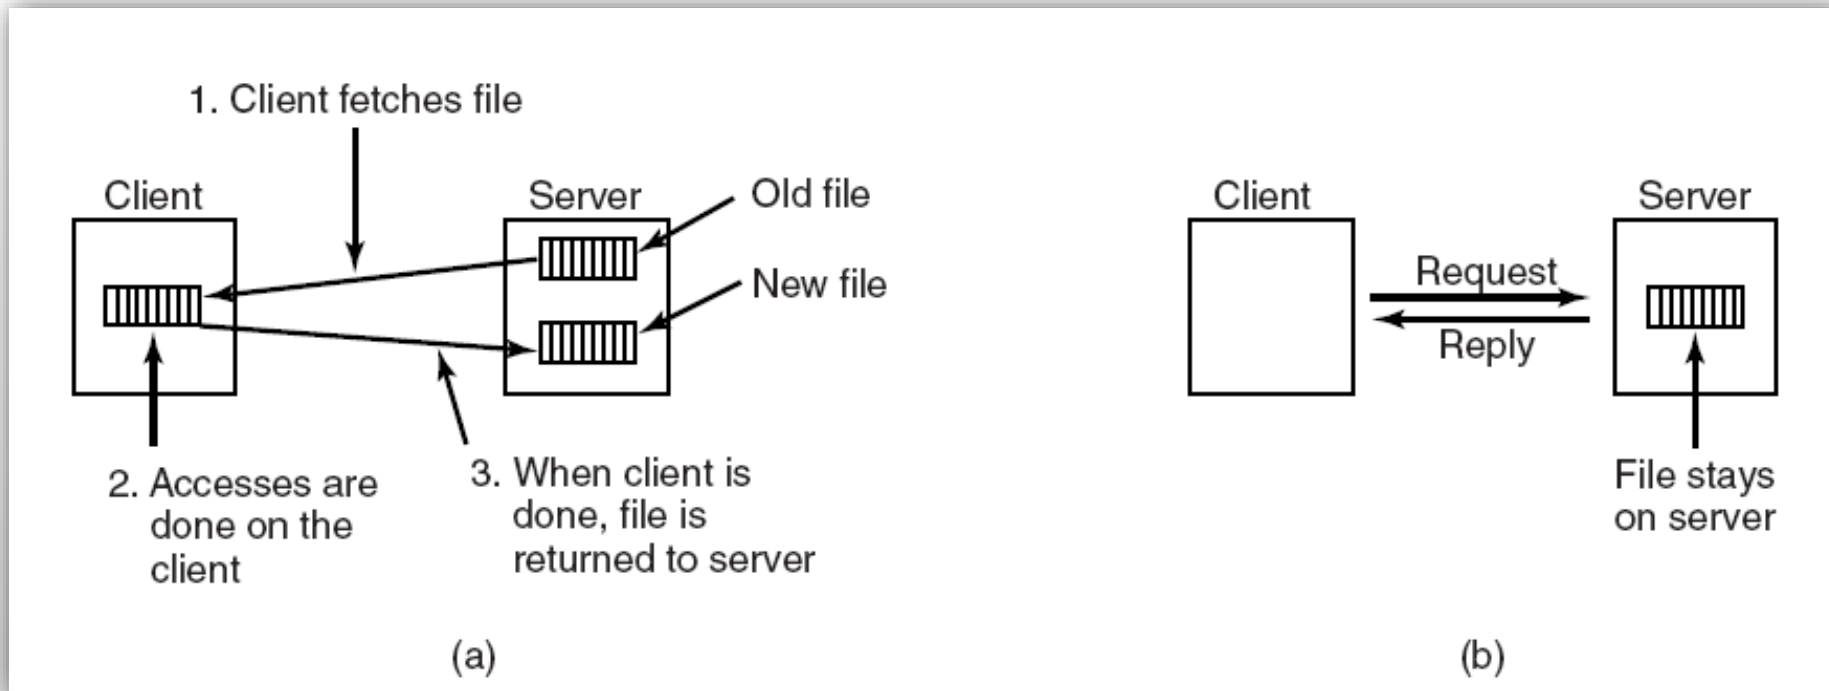 1. Client fetches file
Client
Server
Old file
New file
2. Accesses are
done on the
client
3. When client is
done, file is
returned to server
(a)
Client
Server
Request
Reply
File stays
on server
(b)